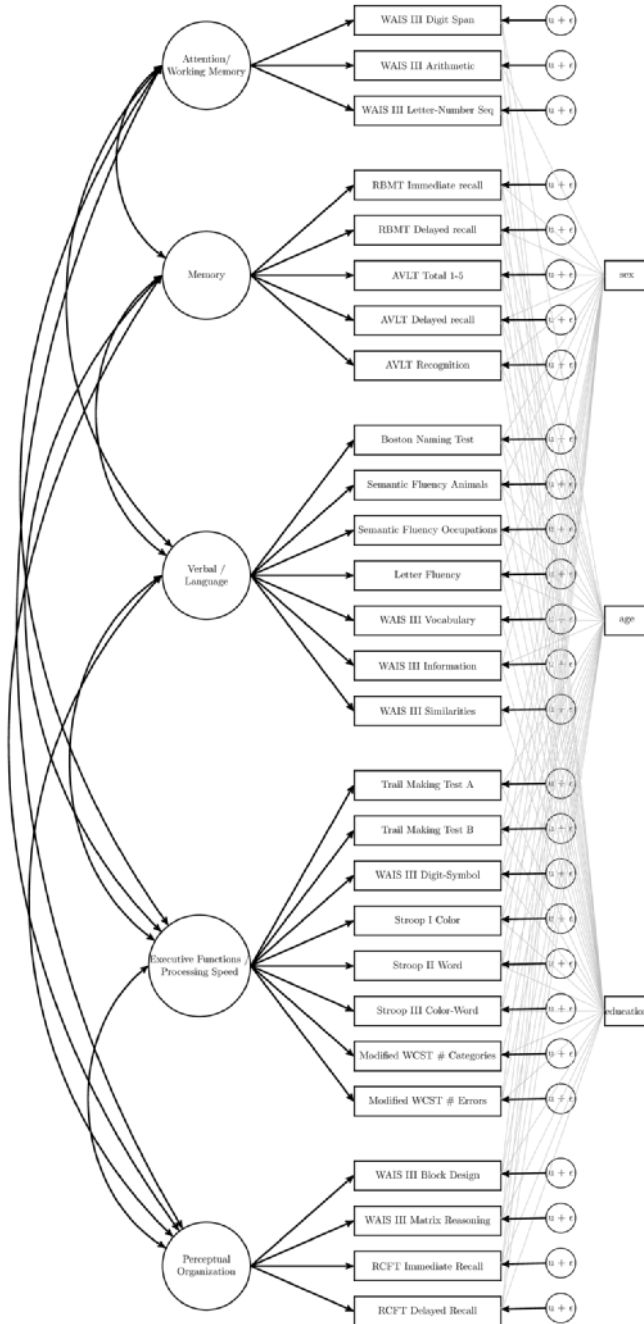 WAIS III Digit Span
u + ϵ
Attention/
Working Memory
WAIS III Arithmetic
u + ϵ
WAIS III Letter-Number Seq
u + ϵ
RBMT Immediate recall
u + ϵ
RBMT Delayed recall
u + ϵ
Memory
AVLT Total 1-5
u + ϵ
sex
AVLT Delayed recall
u + ϵ
AVLT Recognition
u + ϵ
Boston Naming Test
u + ϵ
Semantic Fluency Animals
u + ϵ
Semantic Fluency Occupations
u + ϵ
Verbal /
Language
Letter Fluency
u + ϵ
WAIS III Vocabulary
u + ϵ
age
WAIS III Information
u + ϵ
WAIS III Similarities
u + ϵ
Trail Making Test A
u + ϵ
Trail Making Test B
u + ϵ
WAIS III Digit-Symbol
u + ϵ
Stroop I Color
u + ϵ
Executive Functions /
Processing Speed
Stroop II Word
u + ϵ
Stroop III Color-Word
u + ϵ
education
Modified WCST # Categories
u + ϵ
Modified WCST # Errors
u + ϵ
WAIS III Block Design
u + ϵ
WAIS III Matrix Reasoning
u + ϵ
Perceptual
Organization
RCFT Immediate Recall
u + ϵ
RCFT Delayed Recall
u + ϵ